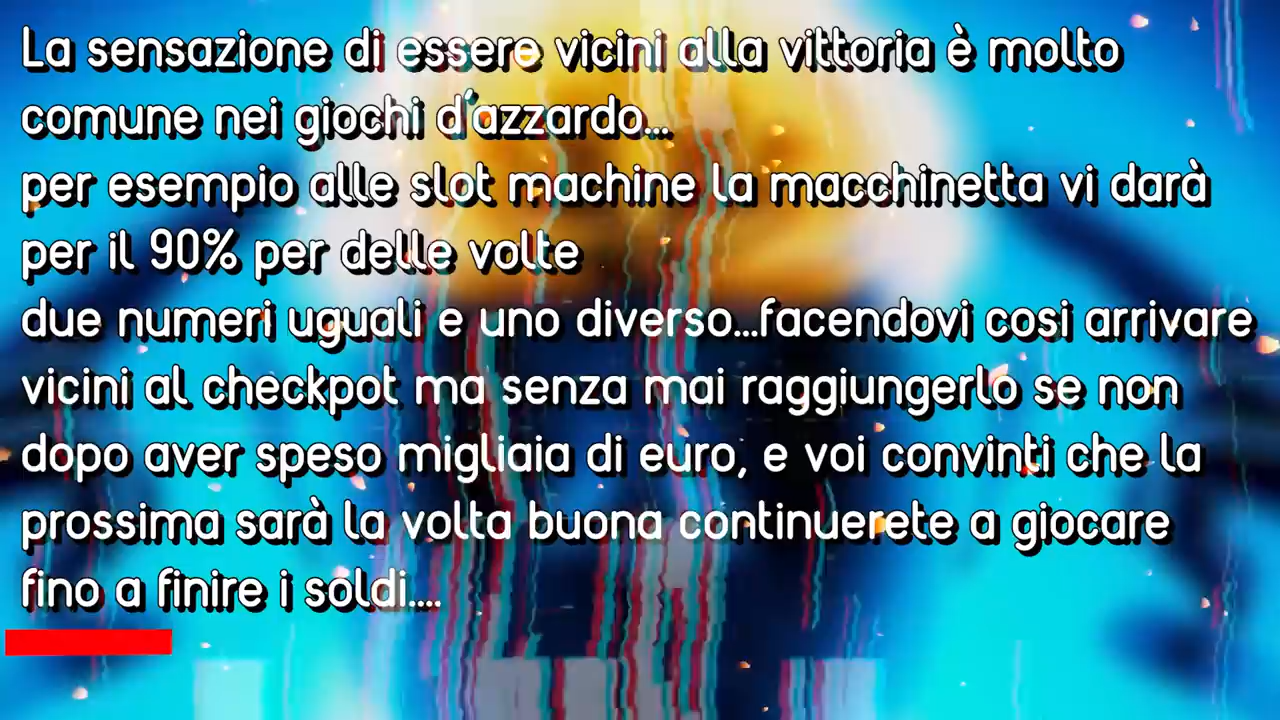 La sensazione di essere vicini alla vittoria è molto
comune nei giochi d'azzardo...
per esempio alle slot machine la macchinetta vi darà
per il 90% per delle volte
due numeri uguali e uno diverso...facendovi cosi arrivare
vicini al checkpot ma senza mai raggiungerlo se non
dopo aver speso migliaia di euro, e voi convinti che la
prossima sarà la volta buona continuerete a giocare
fino a finire i soldi....